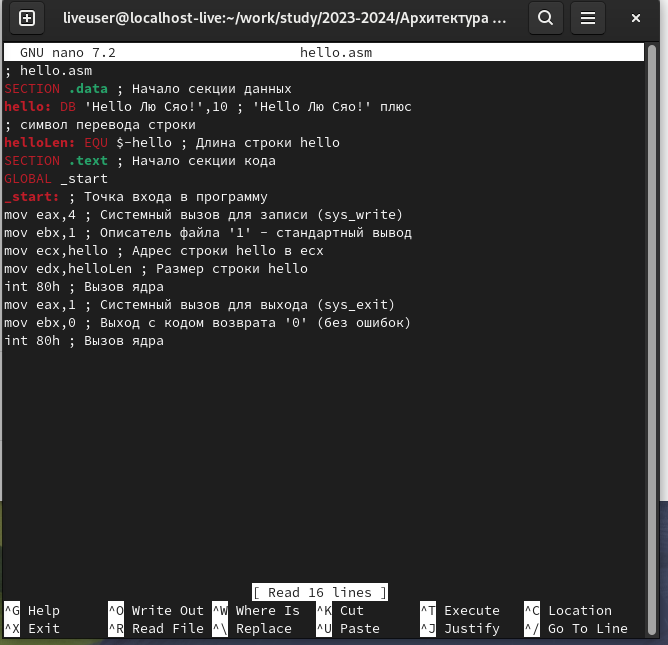 liveuser@localhost-live:~/work/study/2023-2024/Архитектура ...
GNU nano 7.2 hello.asm
; hello.asm
SECTION .data ; Начало секции данных
hello: DB 'Hello Лю Сяо!',10 ; 'Hello Лю Сяо!' плюс
; символ перевода строки
helloLen: EQU $-hello ; Длина строки hello
SECTION .text ; Начало секции кода
GLOBAL _start
_start: ; Точка входа в программу
mov eax,4 ; Системный вызов для записи (sys_write)
mov ebx,1 ; Описатель файла '1' - стандартный вывод
mov ecx,hello ; Адрес строки hello в ecx
mov edx,helloLen ; Размер строки hello
int 80h ; Вызов ядра
mov eax,1 ; Системный вызов для выхода (sys_exit)
mov ebx,0 ; Выход с кодом возврата '0' (без ошибок)
int 80h ; Вызов ядра
[ Read 16 lines ]
^G Help ^O Write Out ^W Where Is ^K Cut ^T Execute ^C Location
^X Exit ^R Read File ^\ Replace ^U Paste ^J Justify ^/ Go To Line